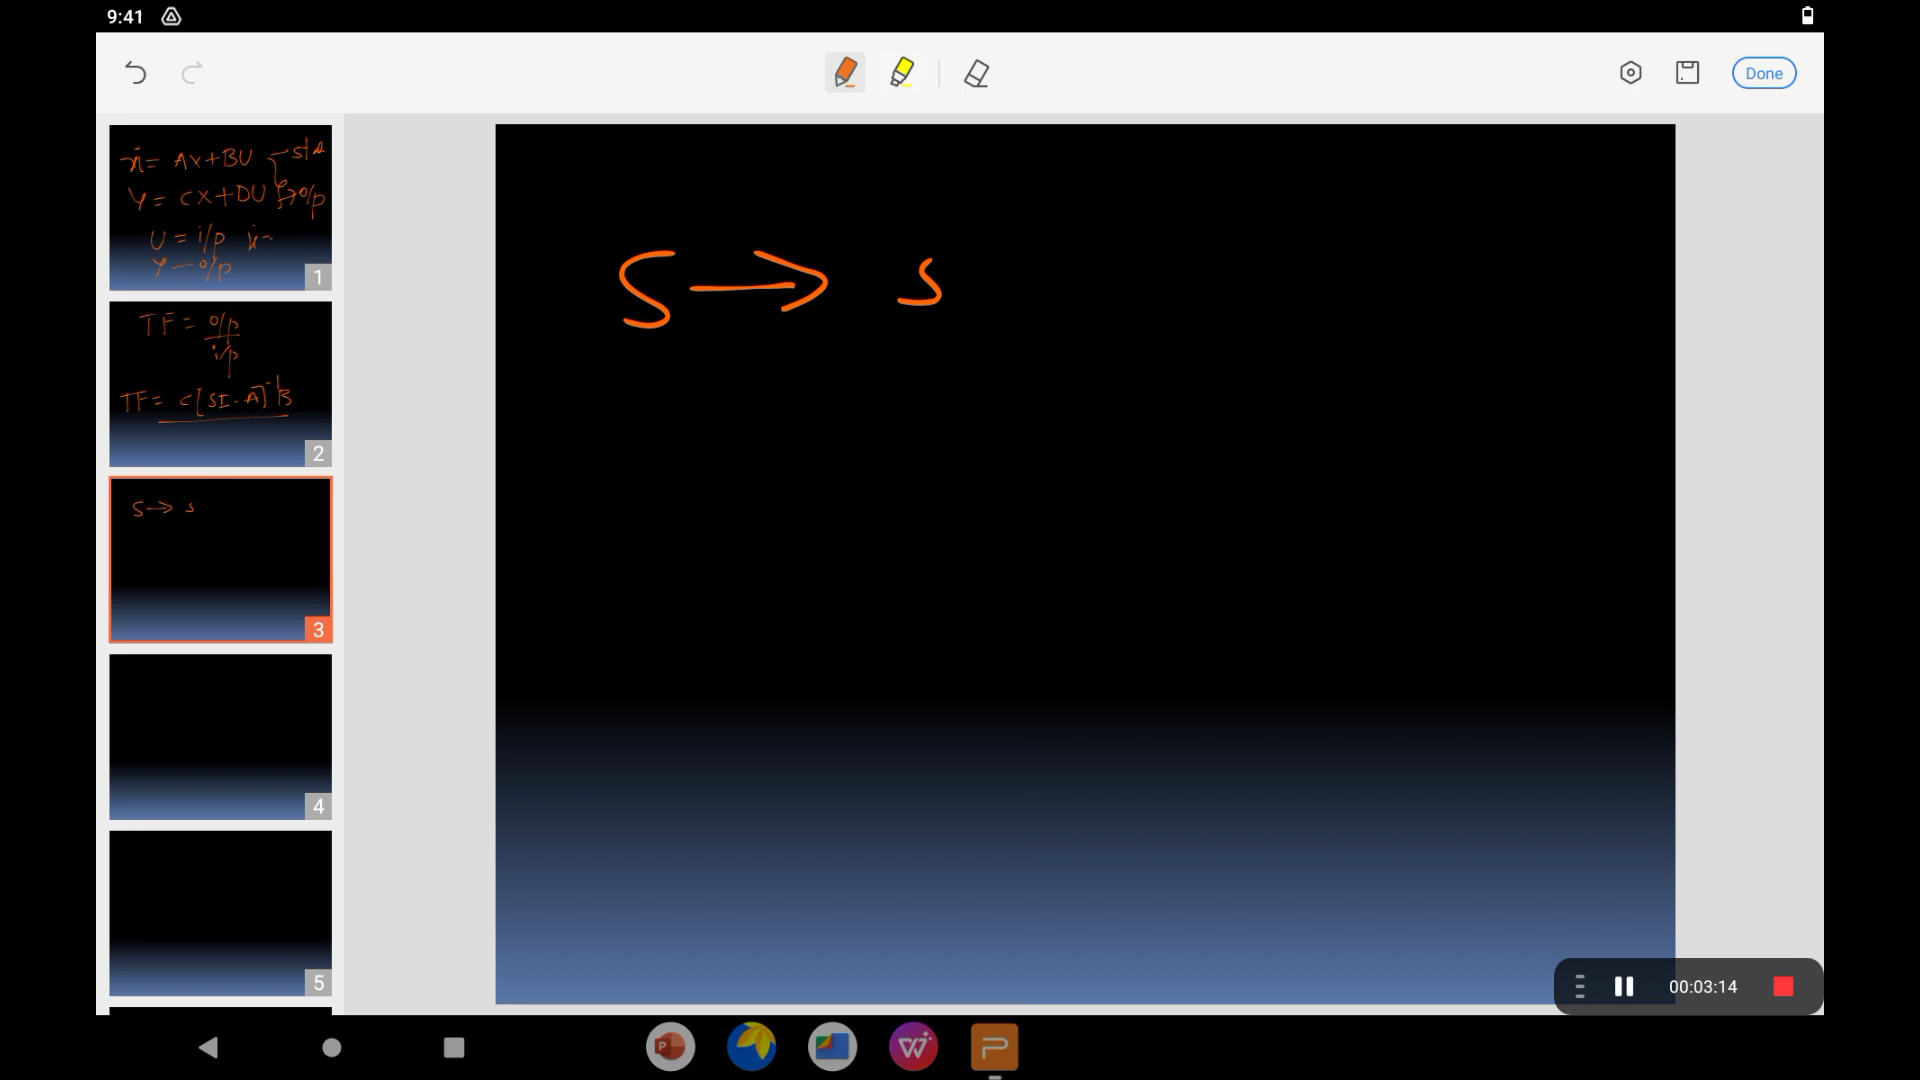 9:41
Done
ẋ = AX+BU
Y = CX+DU → o/p
U = i/p ẋ-
Y — o/p
1
TF = o/p
i/p
TF = C[SI-A]⁻¹B
2
S → s
3
4
5
S → s
00:03:14